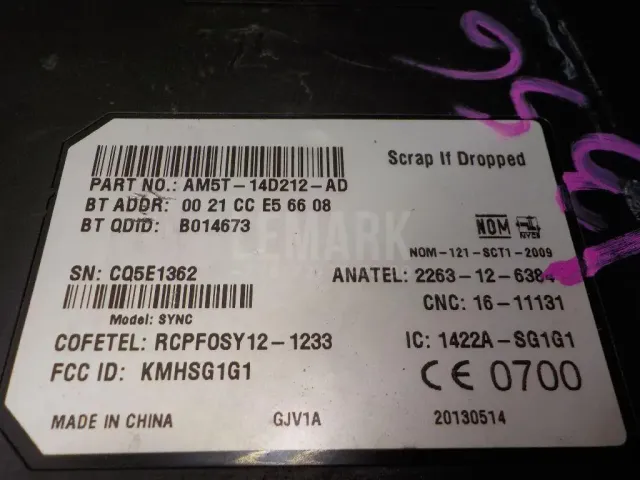 Scrap If Dropped
PART NO.: AM5T-14D212-AD
BT ADDR: 00 21 CC E5 66 08
BT QDID: B014673
NOM
NYCE
NOM-121-SCT1-2009
LEMARK
SN: CQ5E1362
ANATEL: 2263-12-6384
CNC: 16-11131
Model: SYNC
COFETEL: RCPFOSY12-1233
IC: 1422A-SG1G1
FCC ID: KMHSG1G1
CE 0700
MADE IN CHINA
GJV1A
20130514